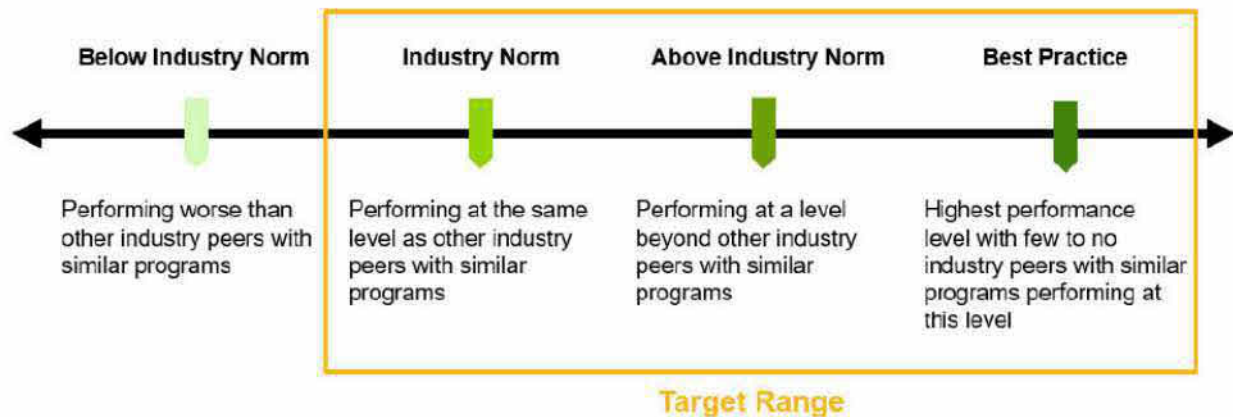 Below Industry Norm
Industry Norm
Above Industry Norm
Best Practice
Performing worse than
other industry peers with
similar programs
Performing at the same
level as other industry
peers with similar
programs
Performing at a level
beyond other industry
peers with similar
programs
Highest performance
level with few to no
industry peers with similar
programs performing at
this level
Target Range